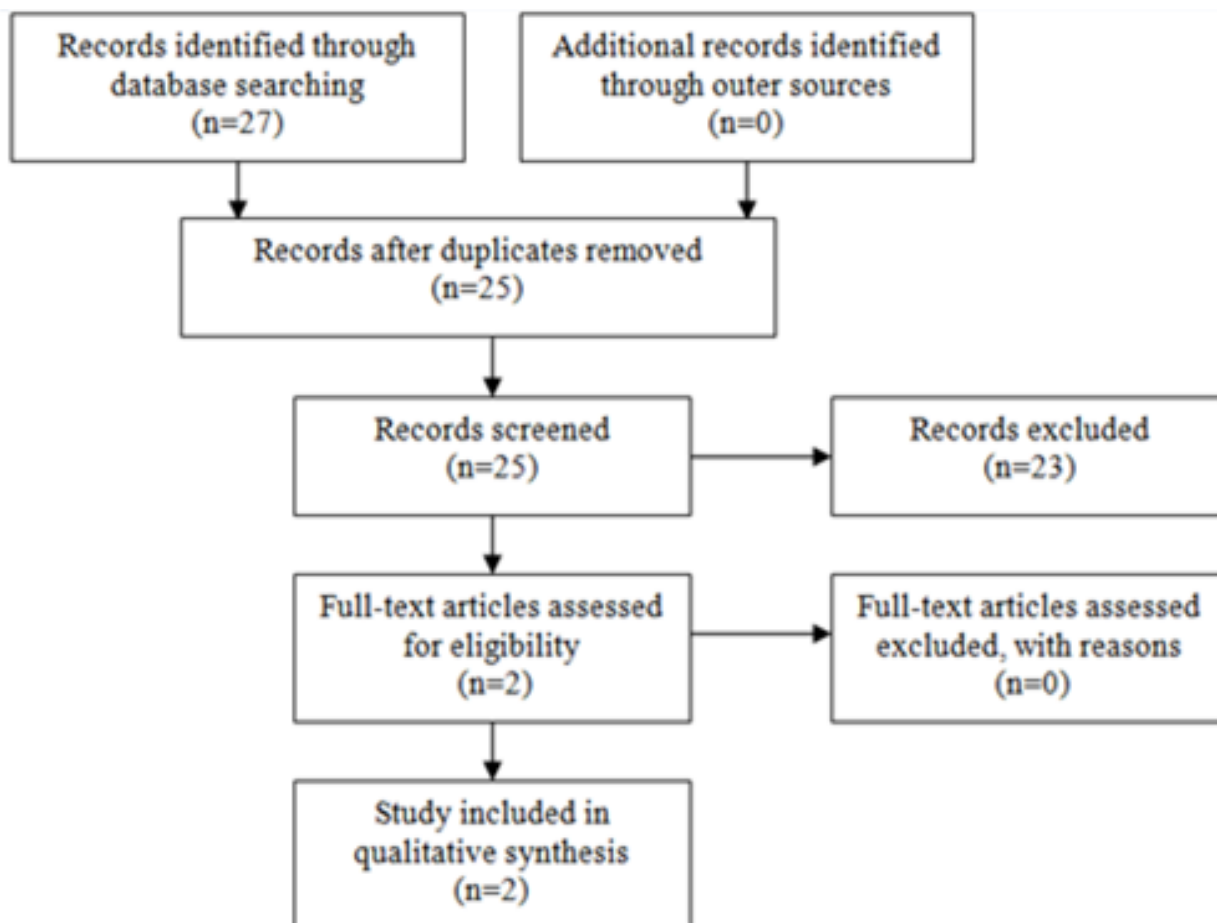 Records identified through
database searching
(n=27)
Additional records identified
through outer sources
(n=0)
Records after duplicates removed
(n=25)
Records screened
(n=25)
Records excluded
(n=23)
Full-text articles assessed
for eligibility
(n=2)
Full-text articles assessed
excluded, with reasons
(n=0)
Study included in
qualitative synthesis
(n=2)